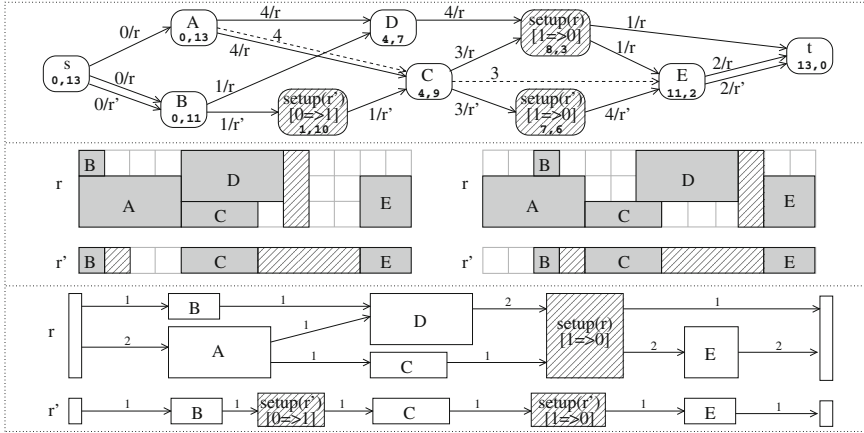 0/r
0/r
0/r'
s
0,13
A
0,13
B
0,11
4/r
4
4/r
1/r
1/r'
setup(r')
[0=>1]
1,10
1/r'
D
4,7
C
4,9
4/r
3/r
3
3/r'
setup(r)
[1=>0]
8,3
setup(r')
[1=>0]
7,6
1/r
1/r
4/r'
E
11,2
2/r
2/r'
t
13,0
r
B
A
D
C
E
r'
B
C
E
r
B
A
D
C
E
r'
B
C
E
r
1
B
1
2
A
1
1
D
C
2
1
setup(r)
[1=>0]
1
2
E
2
r'
1
B
1
setup(r')
[0=>1]
1
C
1
setup(r')
[1=>0]
1
E
1